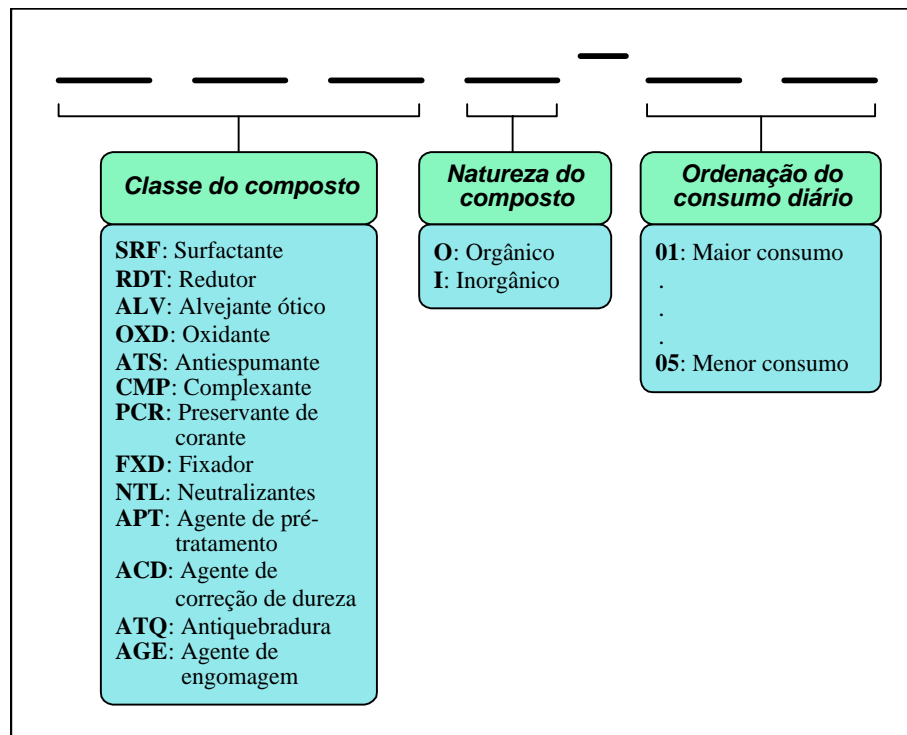 Classe do composto
SRF: Surfactante
RDT: Redutor
ALV: Alvejante ótico
OXD: Oxidante
ATS: Antiespumante
CMP: Complexante
PCR: Preservante de
corante
FXD: Fixador
NTL: Neutralizantes
APT: Agente de pré-
tratamento
ACD: Agente de
correção de dureza
ATQ: Antiquebradura
AGE: Agente de
engomagem
Natureza do
composto
O: Orgânico
I: Inorgânico
Ordenação do
consumo diário
01: Maior consumo
.
.
.
05: Menor consumo